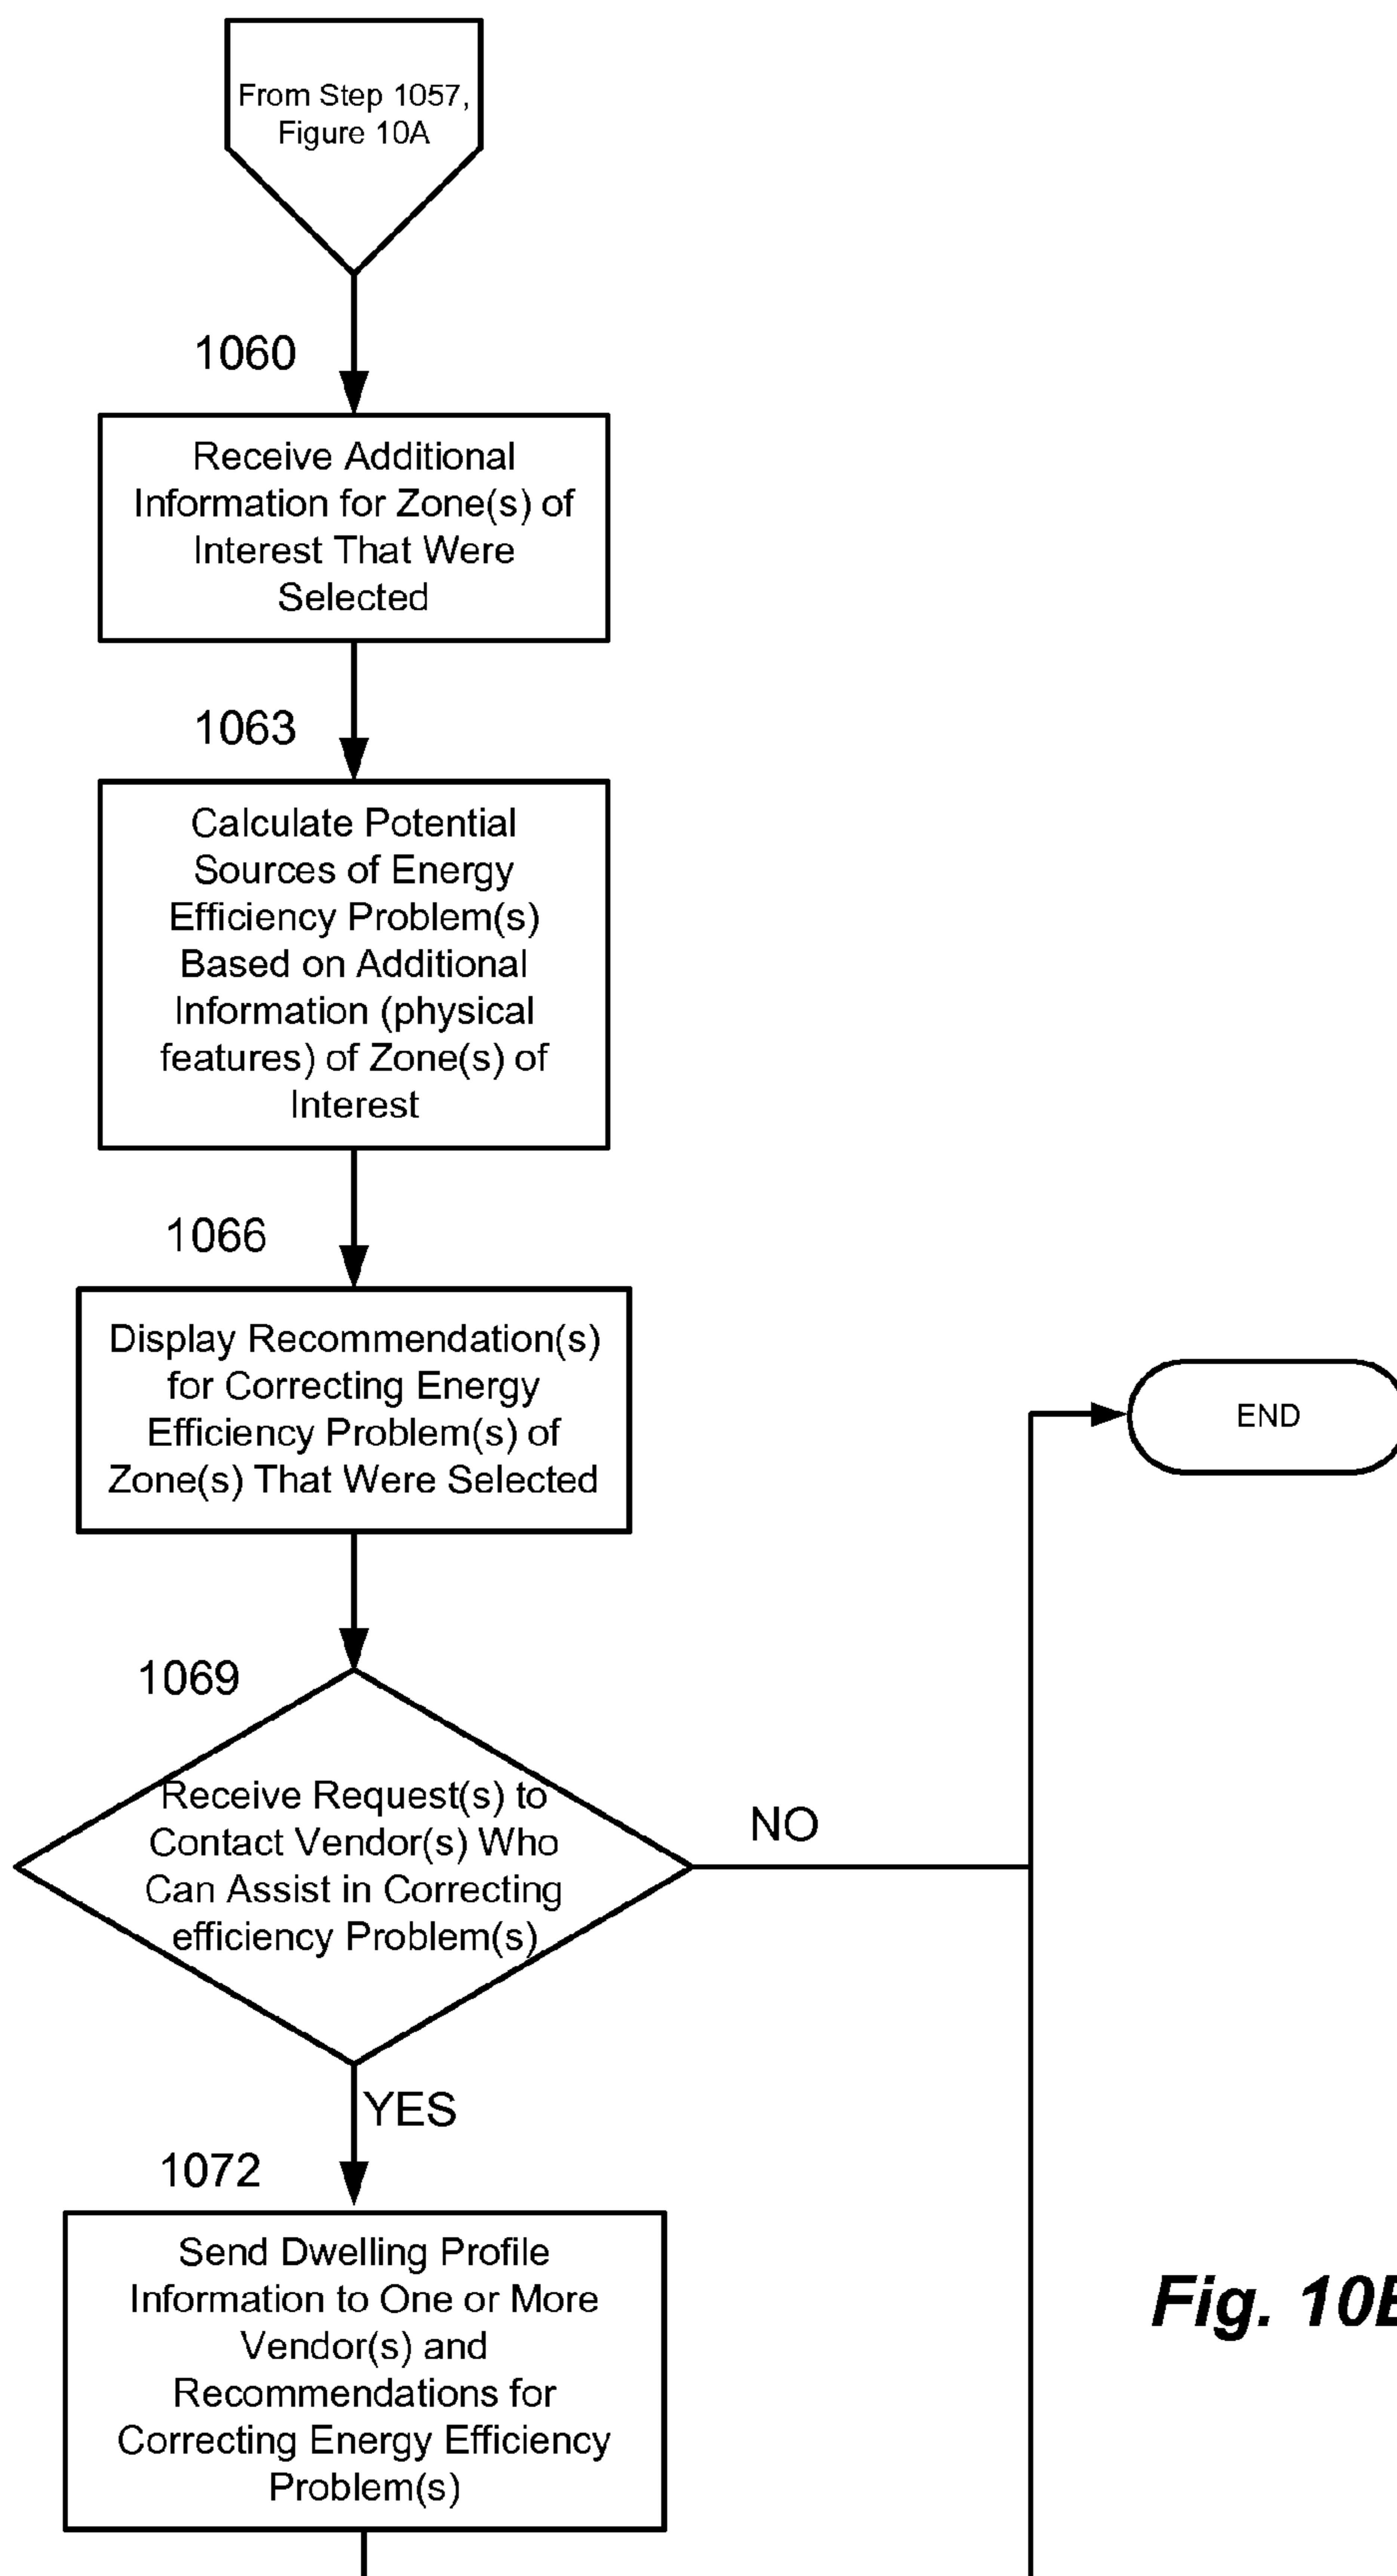 From Step 1057,
Figure 10A
1060
Receive Additional
Information for Zone(s) of
Interest That Were
Selected
1063
Calculate Potential
Sources of Energy
Efficiency Problem(s)
Based on Additional
Information (physical
features) of Zone(s) of
Interest
1066
Display Recommendation(s)
for Correcting Energy
Efficiency Problem(s) of
Zone(s) That Were Selected
END
1069
Receive Request(s) to
Contact Vendor(s) Who
Can Assist in Correcting
efficiency Problem(s)
NO
YES
1072
Send Dwelling Profile
Information to One or More
Vendor(s) and
Recommendations for
Correcting Energy Efficiency
Problem(s)
Fig. 10B